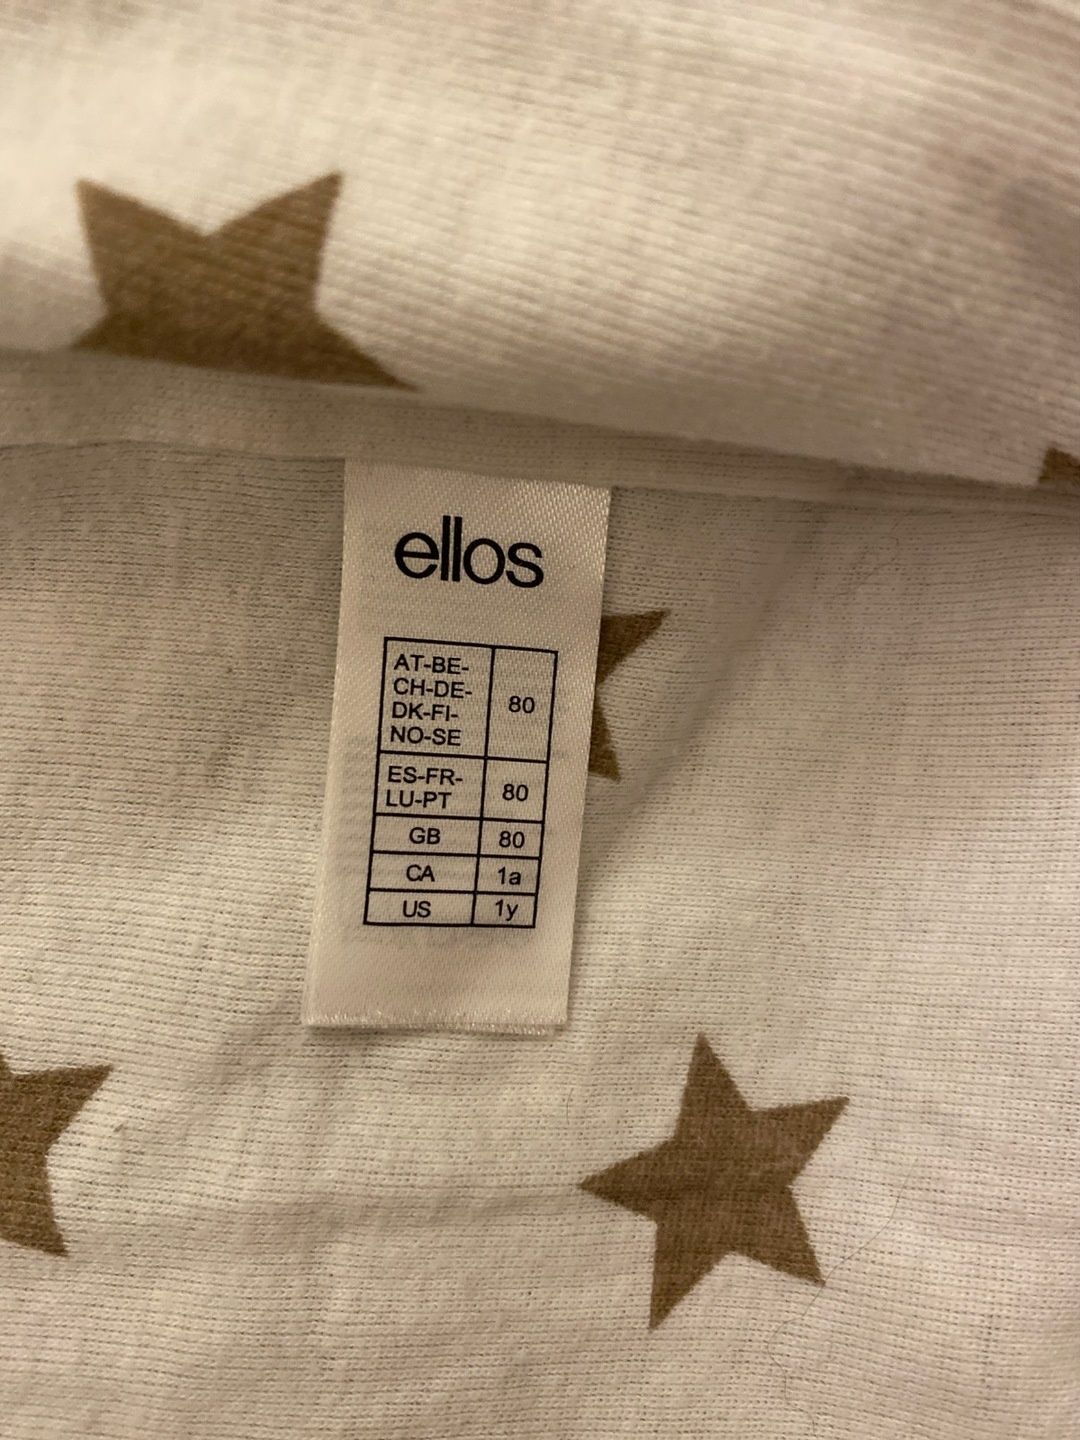 ellos
AT-BE-
CH-DE-
DK-FI-
NO-SE
80
ES-FR-
LU-PT
80
GB 80
CA 1a
US 1y